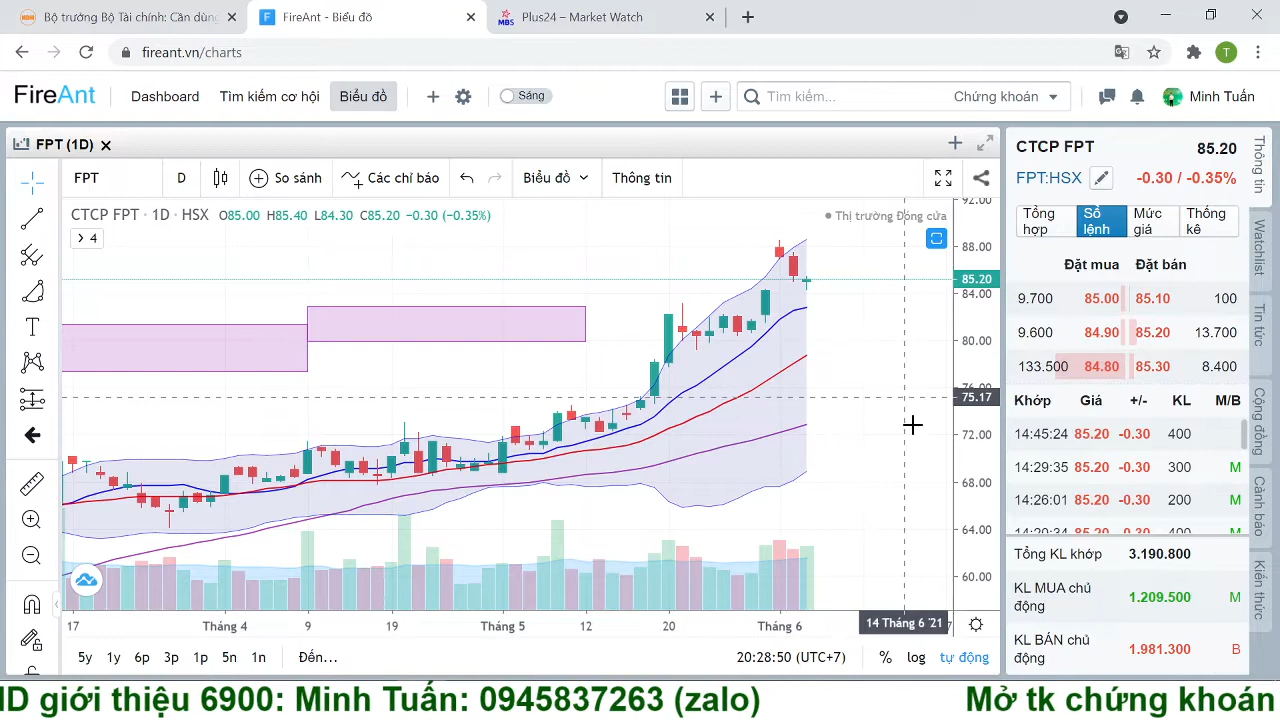 Bộ trưởng Bộ Tài chính: Cần dùng
FireAnt - Biểu đồ
MBS
Plus24 – Market Watch
fireant.vn/charts
T
FireAnt
Dashboard
Tìm kiếm cơ hội
Biểu đồ
Sáng
Tìm kiếm...
Chứng khoán
Minh Tuấn
FPT (1D)
FPT
D
So sánh
Các chỉ báo
Biểu đồ
Thông tin
CTCP FPT · 1D · HSX O85.00 H85.40 L84.30 C85.20 −0.30 (−0.35%)
Thị trường Đóng cửa
4
92.00
88.00
85.20
84.00
80.00
76.00
75.17
72.00
68.00
64.00
60.00
17
Tháng 4
9
19
Tháng 5
12
20
Tháng 6
14 Tháng 6 '21
5y 1y 6p 3p 1p 5n 1n
Đến...
20:28:50 (UTC+7)
% log tự động
CTCP FPT
85.20
FPT:HSX
-0.30 / -0.35%
Tổng hợp
Sổ lệnh
Mức giá
Thống kê
Đặt mua Đặt bán
9.700 85.00 85.10 100
9.600 84.90 85.20 13.700
133.500 84.80 85.30 8.400
Khớp Giá +/- KL M/B
14:45:24 85.20 -0.30 400
14:29:35 85.20 -0.30 300 M
14:26:01 85.20 -0.30 200 M
14:20:34 85.20 -0.30 400 M
Tổng KL khớp 3.190.800
KL MUA chủ động 1.209.500 M
KL BÁN chủ động 1.981.300 B
Thông tin
Watchlist
Tin tức
Cộng đồng
Cảnh báo
Kiến thức
ID giới thiệu 6900: Minh Tuấn: 0945837263 (zalo)
Mở tk chứng khoán